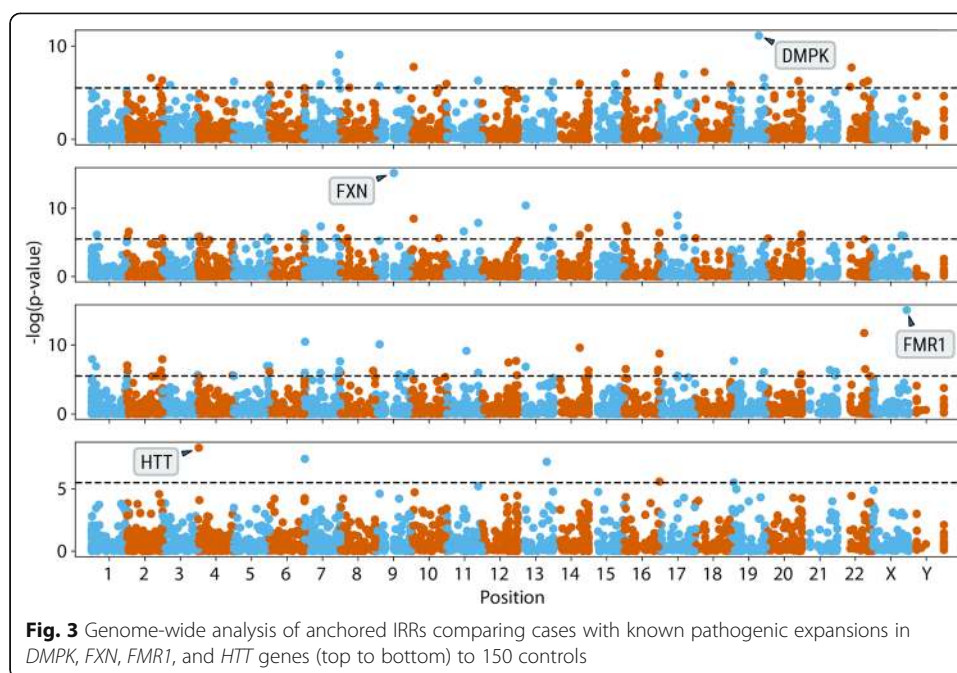 10
DMPK
0
10
FXN
0
-log(p-value)
10
FMR1
0
HTT
5
0
1 2 3 4 5 6 7 8 9 10 11 12 13 14 15 16 17 18 19 20 21 22 X Y
Position
Fig. 3 Genome-wide analysis of anchored IRRs comparing cases with known pathogenic expansions in
DMPK, FXN, FMR1, and HTT genes (top to bottom) to 150 controls